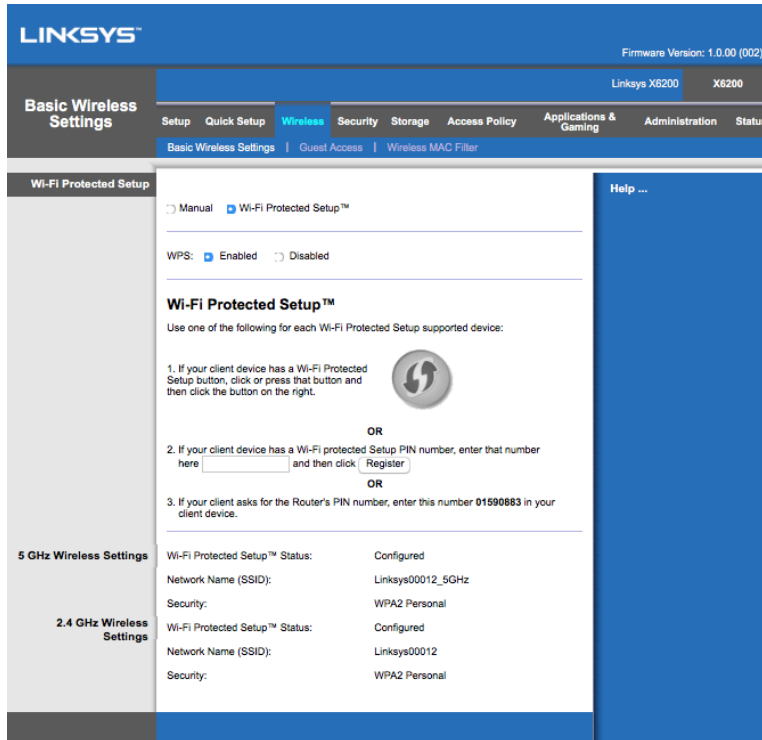 LINKSYS™
Firmware Version: 1.0.00 (002)
Linksys X6200 X6200
Basic Wireless
Settings
Setup Quick Setup Wireless Security Storage Access Policy Applications &
Gaming Administration Statu
Basic Wireless Settings | Guest Access | Wireless MAC Filter
Wi-Fi Protected Setup
Help ...
Manual Wi-Fi Protected Setup™
WPS: Enabled Disabled
Wi-Fi Protected Setup™
Use one of the following for each Wi-Fi Protected Setup supported device:
1. If your client device has a Wi-Fi Protected
Setup button, click or press that button and
then click the button on the right.
OR
2. If your client device has a Wi-Fi protected Setup PIN number, enter that number
here and then click Register
OR
3. If your client asks for the Router's PIN number, enter this number 01590883 in your
client device.
5 GHz Wireless Settings
Wi-Fi Protected Setup™ Status: Configured
Network Name (SSID): Linksys00012_5GHz
Security: WPA2 Personal
2.4 GHz Wireless
Settings
Wi-Fi Protected Setup™ Status: Configured
Network Name (SSID): Linksys00012
Security: WPA2 Personal